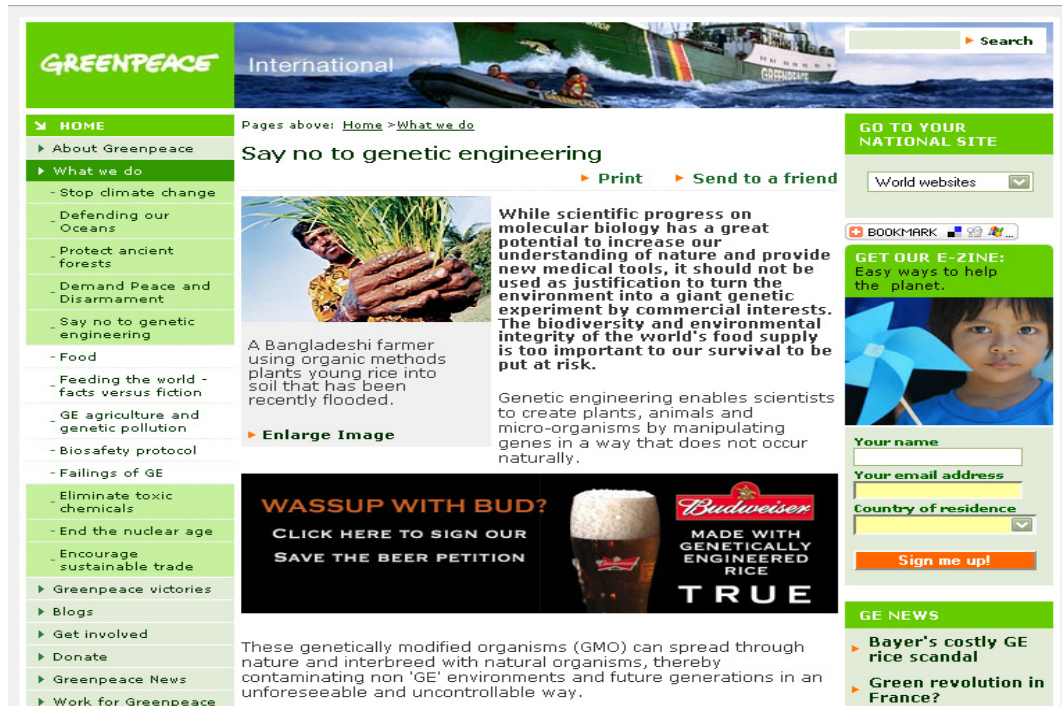 GREENPEACE
International
GREENPEACE
Search
HOME
About Greenpeace
What we do
- Stop climate change
- Defending our
Oceans
- Protect ancient
forests
- Demand Peace and
Disarmament
- Say no to genetic
engineering
- Food
- Feeding the world -
facts versus fiction
- GE agriculture and
genetic pollution
- Biosafety protocol
- Failings of GE
- Eliminate toxic
chemicals
- End the nuclear age
- Encourage
sustainable trade
Greenpeace victories
Blogs
Get involved
Donate
Greenpeace News
Work for Greenpeace
Pages above: Home >What we do
Say no to genetic engineering
Print Send to a friend
A Bangladeshi farmer
using organic methods
plants young rice into
soil that has been
recently flooded.
Enlarge Image
While scientific progress on
molecular biology has a great
potential to increase our
understanding of nature and provide
new medical tools, it should not be
used as justification to turn the
environment into a giant genetic
experiment by commercial interests.
The biodiversity and environmental
integrity of the world's food supply
is too important to our survival to be
put at risk.
Genetic engineering enables scientists
to create plants, animals and
micro-organisms by manipulating
genes in a way that does not occur
naturally.
WASSUP WITH BUD?
CLICK HERE TO SIGN OUR
SAVE THE BEER PETITION
Budweiser
Budweiser
MADE WITH
GENETICALLY
ENGINEERED
RICE
TRUE
These genetically modified organisms (GMO) can spread through
nature and interbreed with natural organisms, thereby
contaminating non 'GE' environments and future generations in an
unforeseeable and uncontrollable way.
GO TO YOUR
NATIONAL SITE
World websites
BOOKMARK
GET OUR E-ZINE:
Easy ways to help
the planet.
Your name
Your email address
Country of residence
Sign me up!
GE NEWS
Bayer's costly GE
rice scandal
Green revolution in
France?